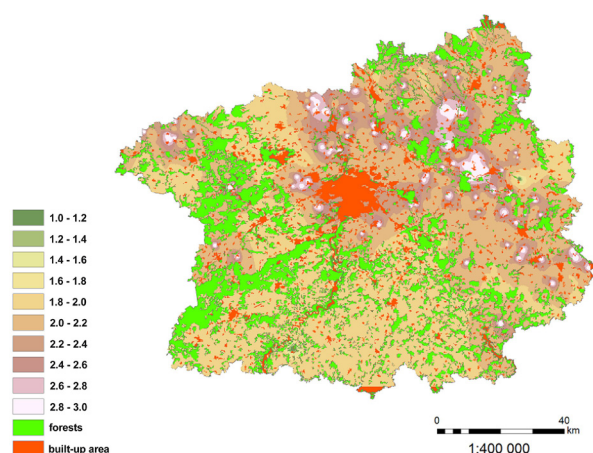 1.0 - 1.2
1.2 - 1.4
1.4 - 1.6
1.6 - 1.8
1.8 - 2.0
2.0 - 2.2
2.2 - 2.4
2.4 - 2.6
2.6 - 2.8
2.8 - 3.0
forests
built-up area
0 40
km
1:400 000